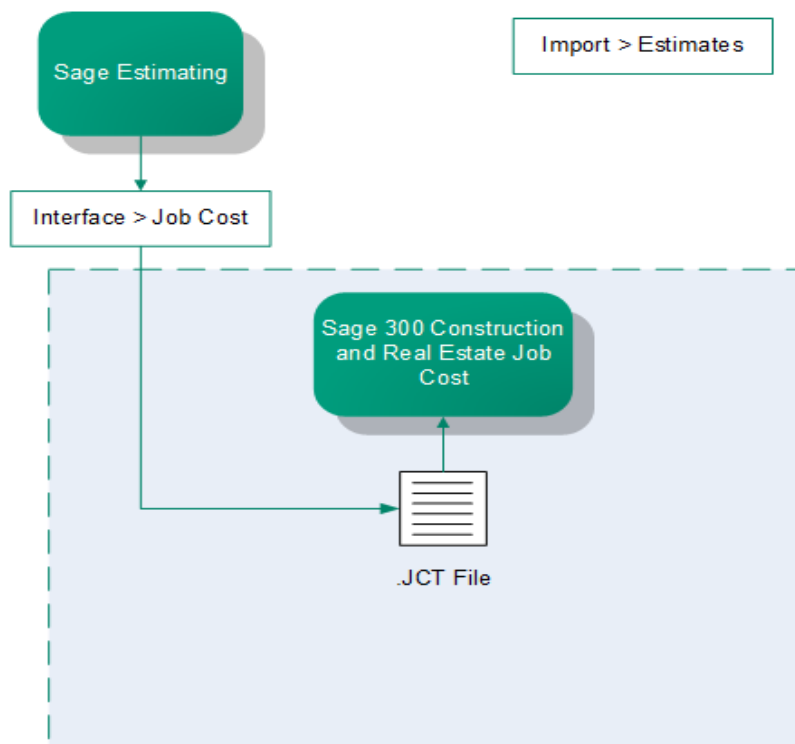 Sage Estimating
Import > Estimates
Interface > Job Cost
Sage 300 Construction
and Real Estate Job
Cost
.JCT File